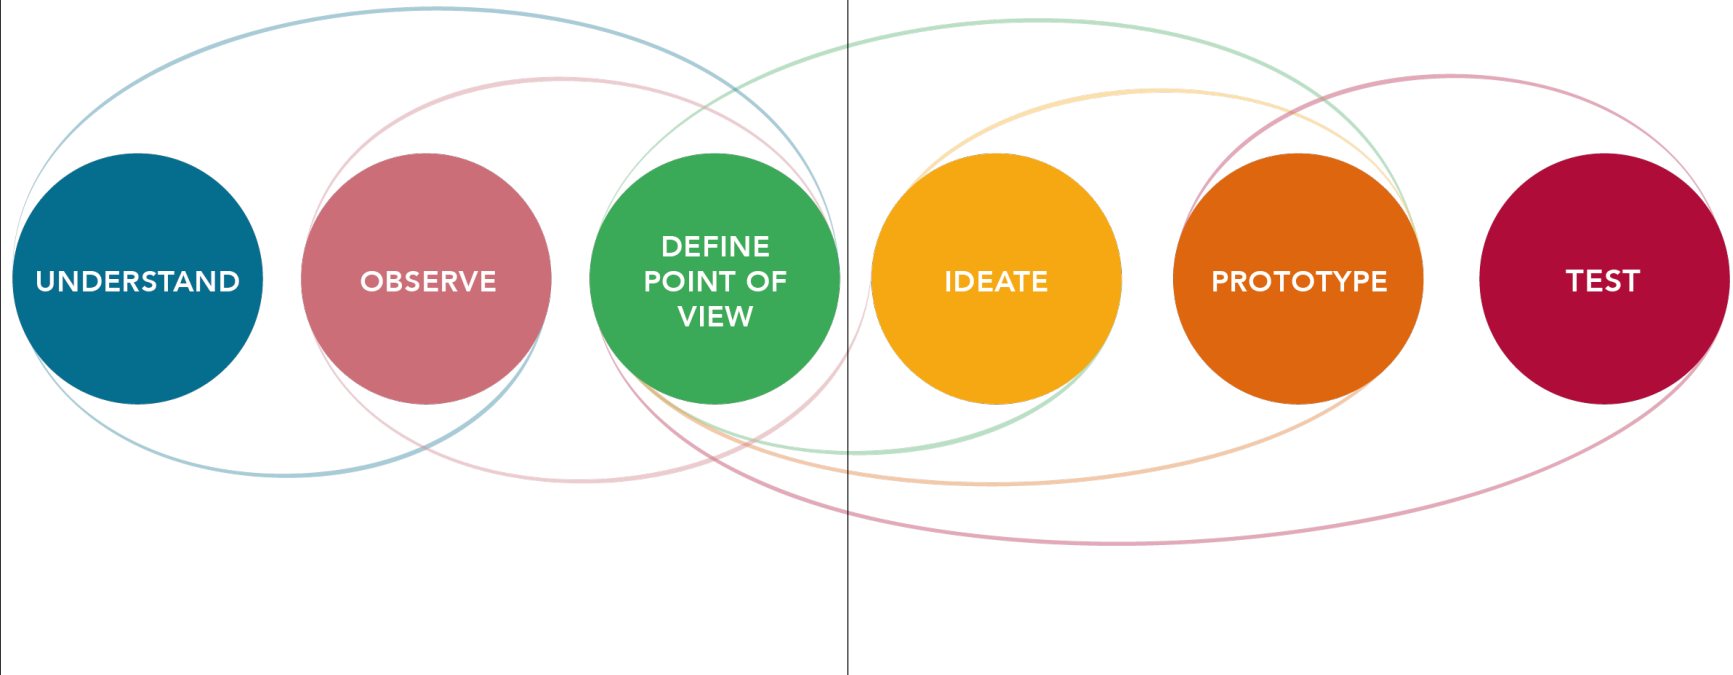 UNDERSTAND
OBSERVE
DEFINE
POINT OF
VIEW
IDEATE
PROTOTYPE
TEST